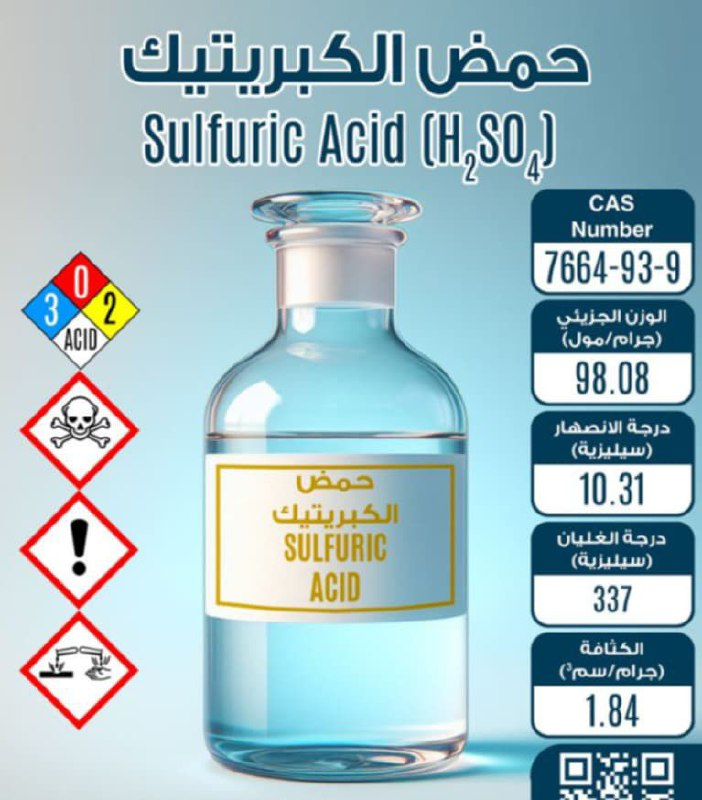 حمض الكبريتيك
Sulfuric Acid (H₂SO₄)
CAS
Number
7664-93-9
الوزن الجزيئي
(جرام/مول)
98.08
درجة الانصهار
(سيليزية)
10.31
درجة الغليان
(سيليزية)
337
الكثافة
(جرام/سم³)
1.84
0
3
2
ACID
حمض
الكبريتيك
SULFURIC
ACID